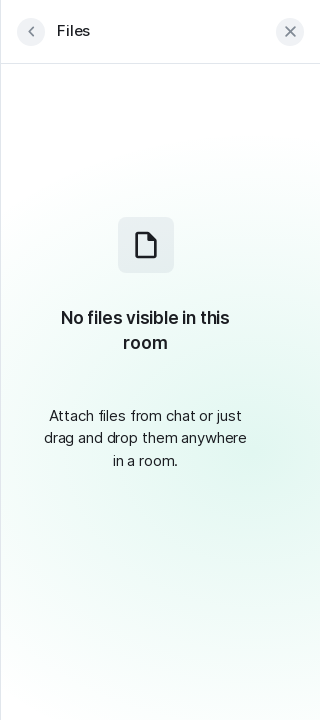 Files
No files visible in this
room
Attach files from chat or just
drag and drop them anywhere
in a room.